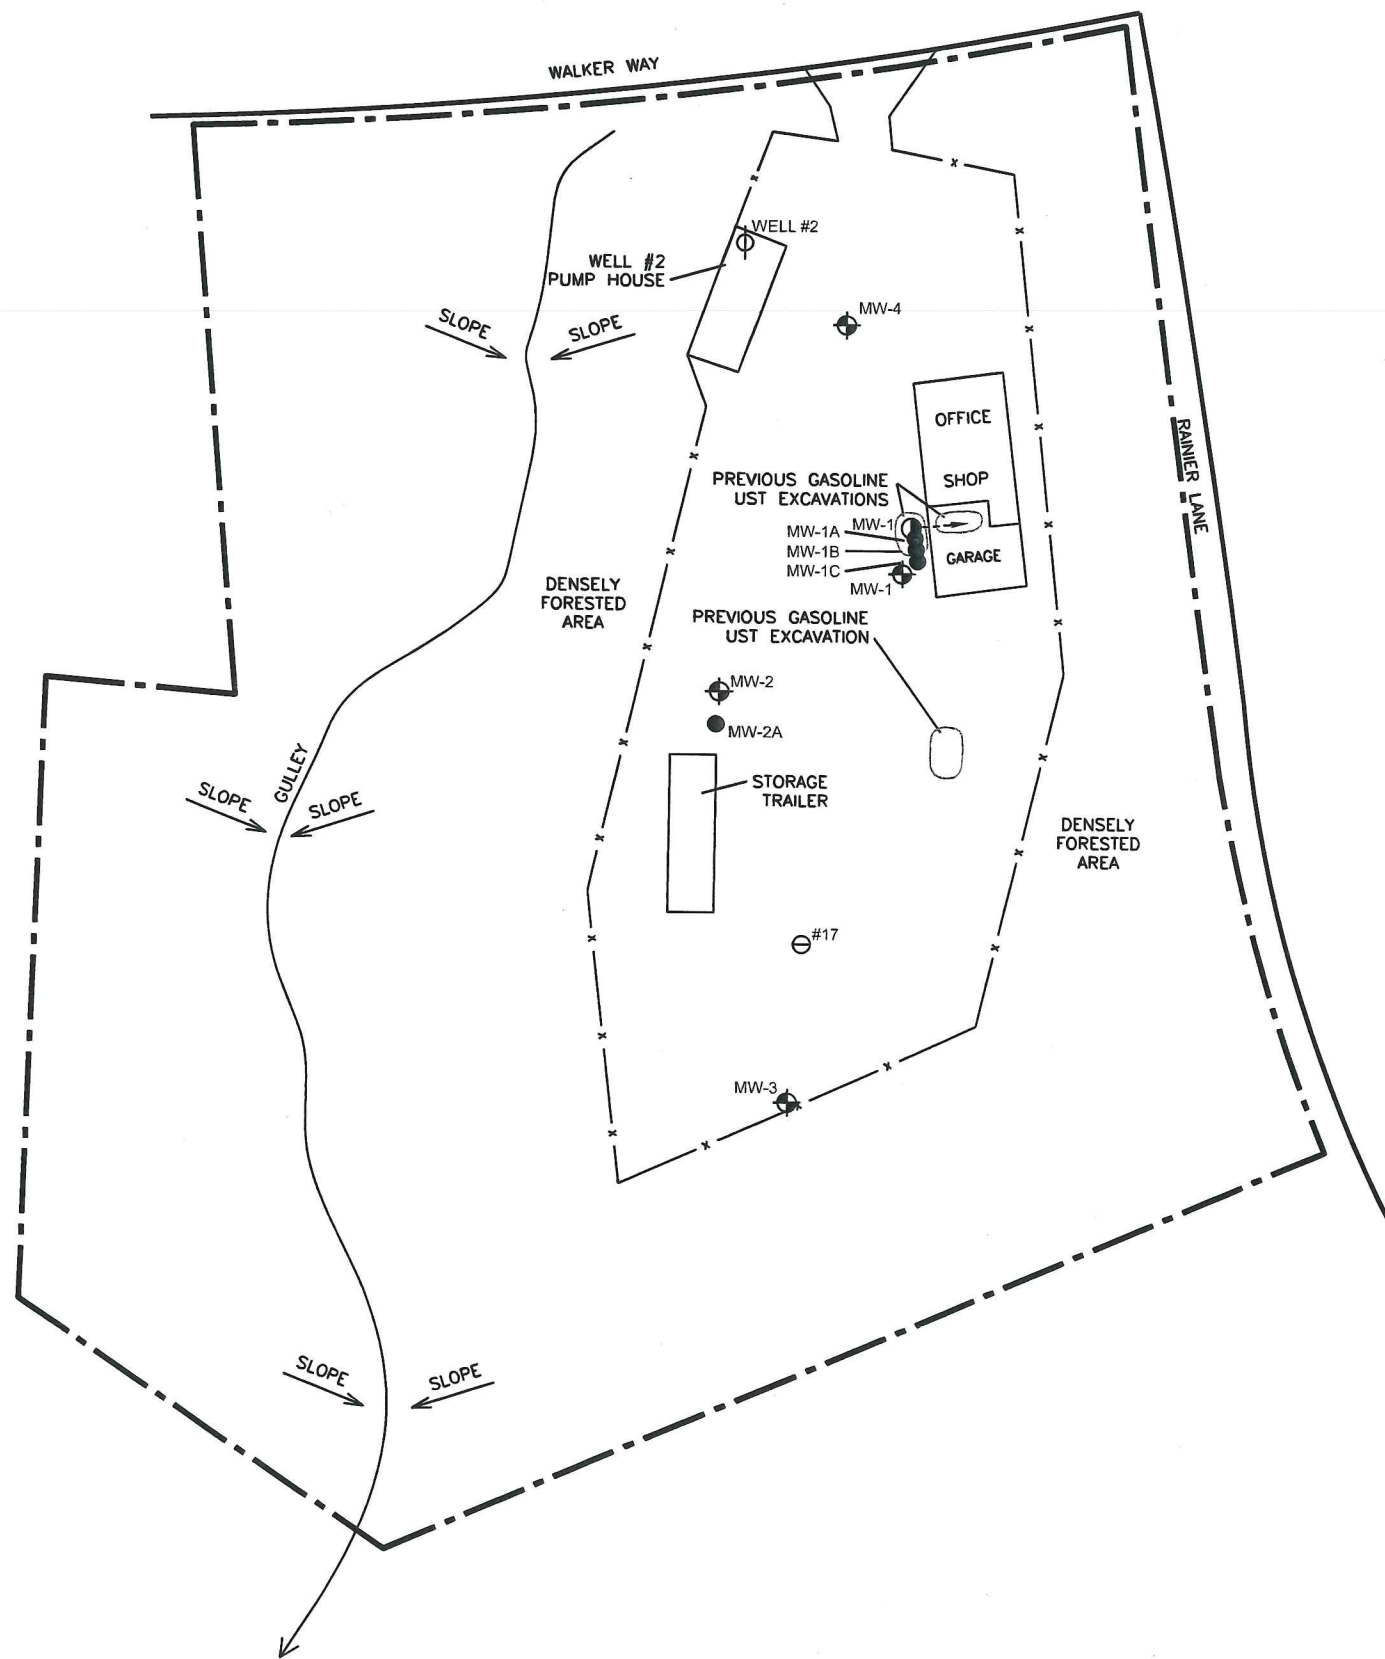 WALKER WAY
WELL #2
WELL #2
PUMP HOUSE
MW-4
SLOPE
SLOPE
OFFICE
RAINIER LANE
PREVIOUS GASOLINE
UST EXCAVATIONS
SHOP
MW-1
MW-1A
MW-1B
MW-1C
MW-1
GARAGE
DENSELY
FORESTED
AREA
PREVIOUS GASOLINE
UST EXCAVATION
MW-2
MW-2A
GULLEY
SLOPE
SLOPE
STORAGE
TRAILER
DENSELY
FORESTED
AREA
#17
MW-3
SLOPE
SLOPE